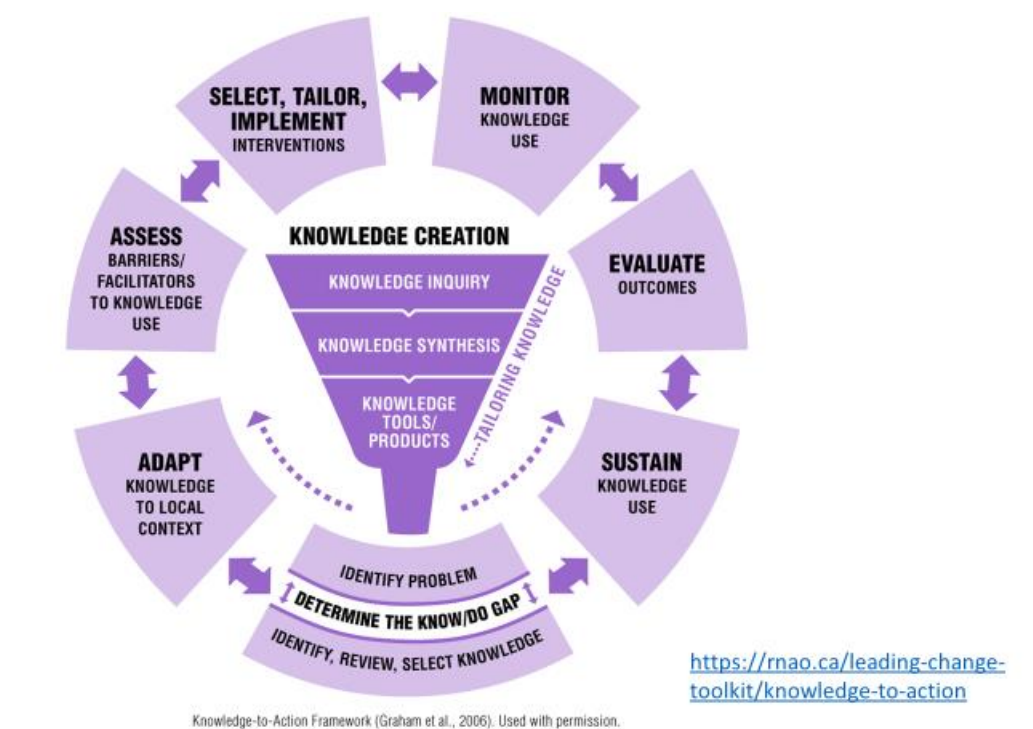 SELECT, TAILOR,
IMPLEMENT
INTERVENTIONS
MONITOR
KNOWLEDGE
USE
ASSESS
BARRIERS/
FACILITATORS
TO KNOWLEDGE
USE
KNOWLEDGE CREATION
KNOWLEDGE INQUIRY
KNOWLEDGE SYNTHESIS
KNOWLEDGE
TOOLS/
PRODUCTS
TAILORING KNOWLEDGE
EVALUATE
OUTCOMES
ADAPT
KNOWLEDGE
TO LOCAL
CONTEXT
SUSTAIN
KNOWLEDGE
USE
IDENTIFY PROBLEM
DETERMINE THE KNOW/DO GAP
IDENTIFY, REVIEW, SELECT KNOWLEDGE
https://rnao.ca/leading-change-
toolkit/knowledge-to-action
Knowledge-to-Action Framework (Graham et al., 2006). Used with permission.